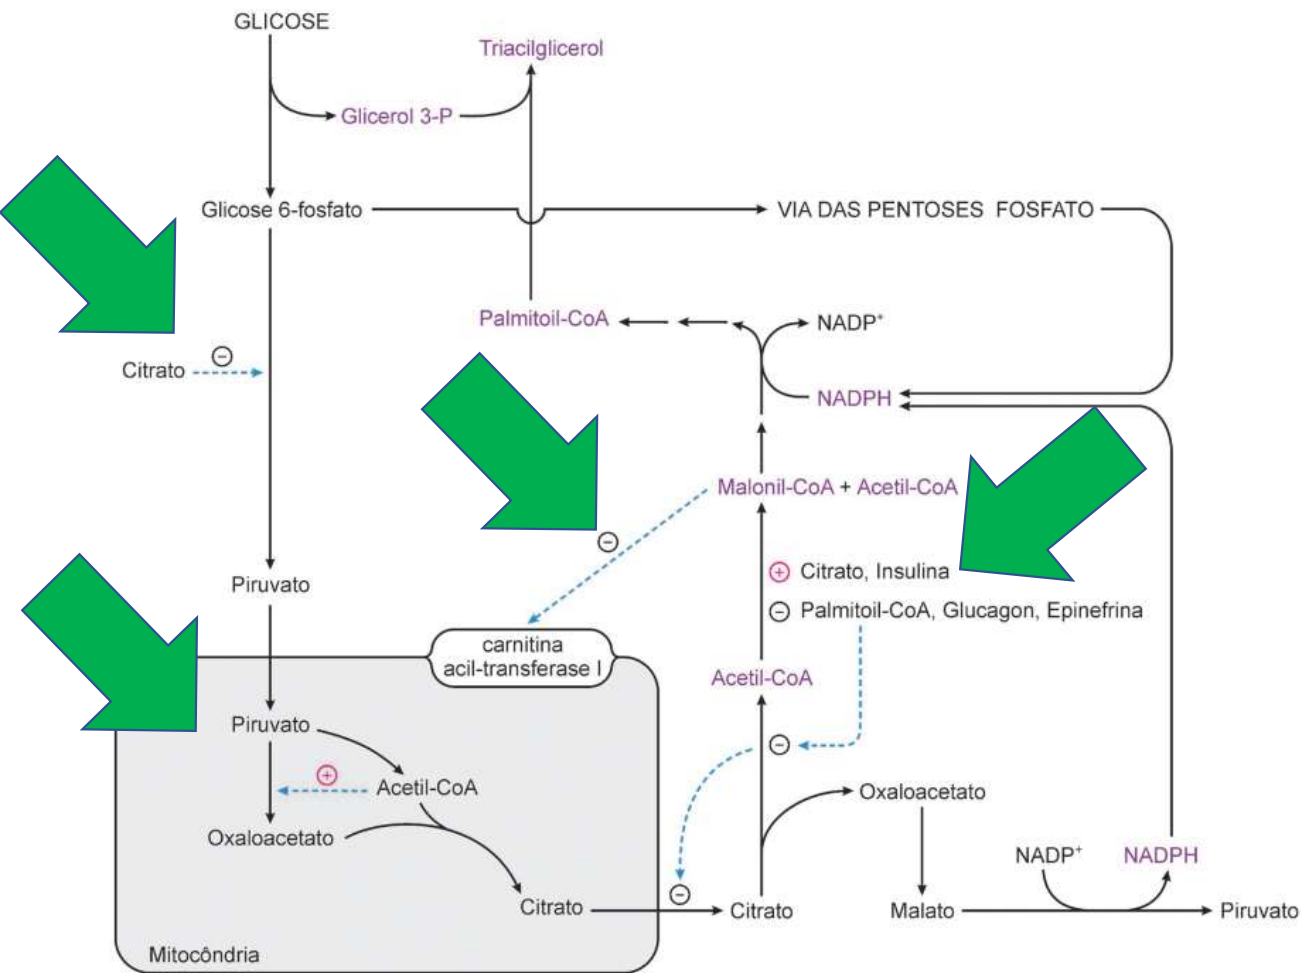 GLICOSE
Triacilglicerol
Glicerol 3-P
Glicose 6-fosfato
VIA DAS PENTOSES FOSFATO
Palmitoil-CoA
NADP+
Citrato
−
NADPH
Malonil-CoA + Acetil-CoA
−
+ Citrato, Insulina
Piruvato
− Palmitoil-CoA, Glucagon, Epinefrina
carnitina
acil-transferase I
Acetil-CoA
Piruvato
−
+
Acetil-CoA
Oxaloacetato
Oxaloacetato
NADP+
NADPH
−
Citrato
Citrato
Malato
Piruvato
Mitocôndria